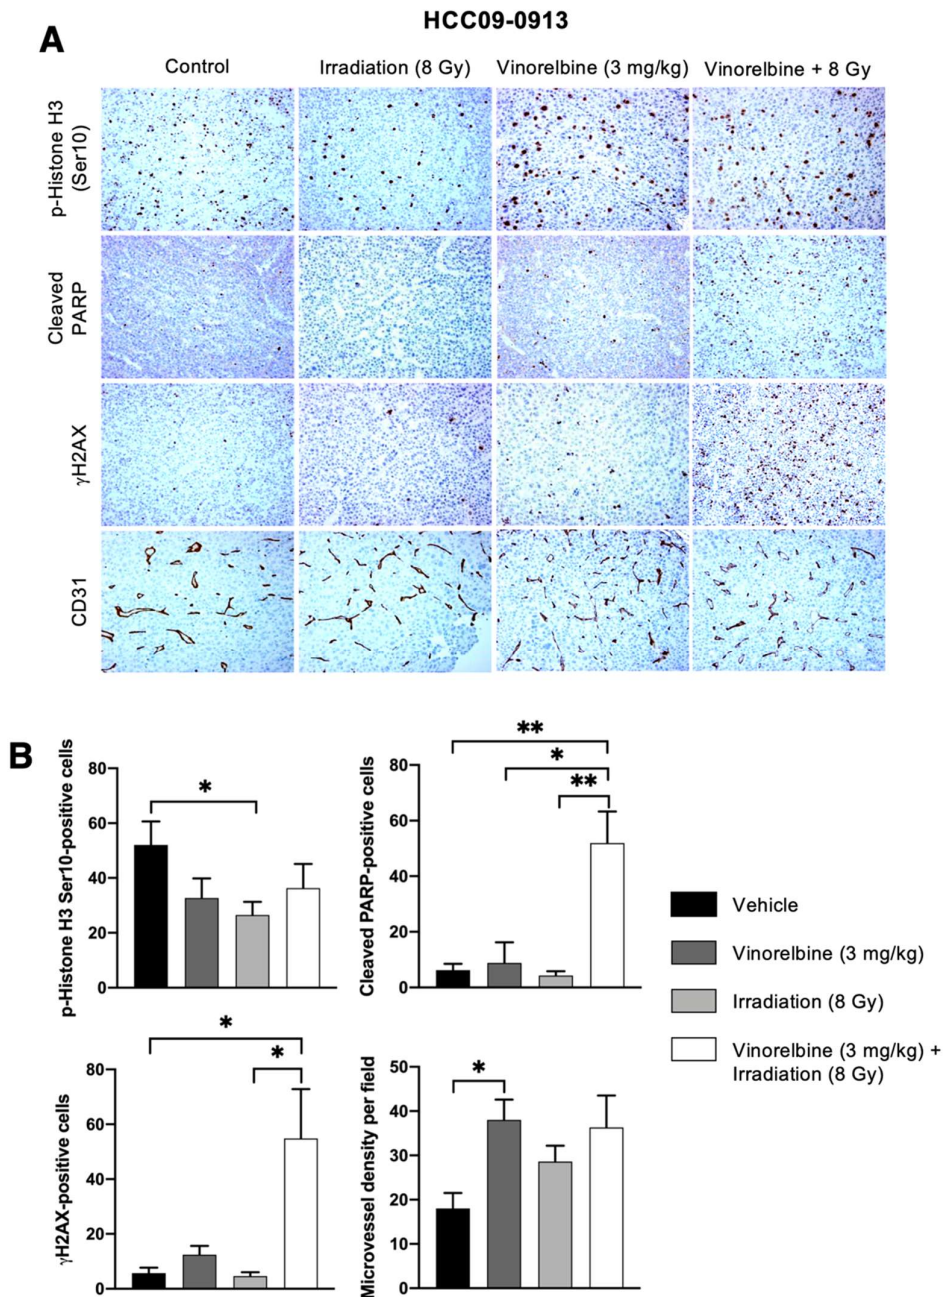 HCC09-0913
A
Control
Irradiation (8 Gy)
Vinorelbine (3 mg/kg)
Vinorelbine + 8 Gy
p-Histone H3
(Ser10)
Cleaved
PARP
γH2AX
CD31
B
p-Histone H3 Ser10-positive cells
80
60
40
20
0
*
Cleaved PARP-positive cells
80
60
40
20
0
**
*
**
γH2AX-positive cells
80
60
40
20
0
*
*
Microvessel density per field
50
40
30
20
10
0
*
Vehicle
Vinorelbine (3 mg/kg)
Irradiation (8 Gy)
Vinorelbine (3 mg/kg) +
Irradiation (8 Gy)